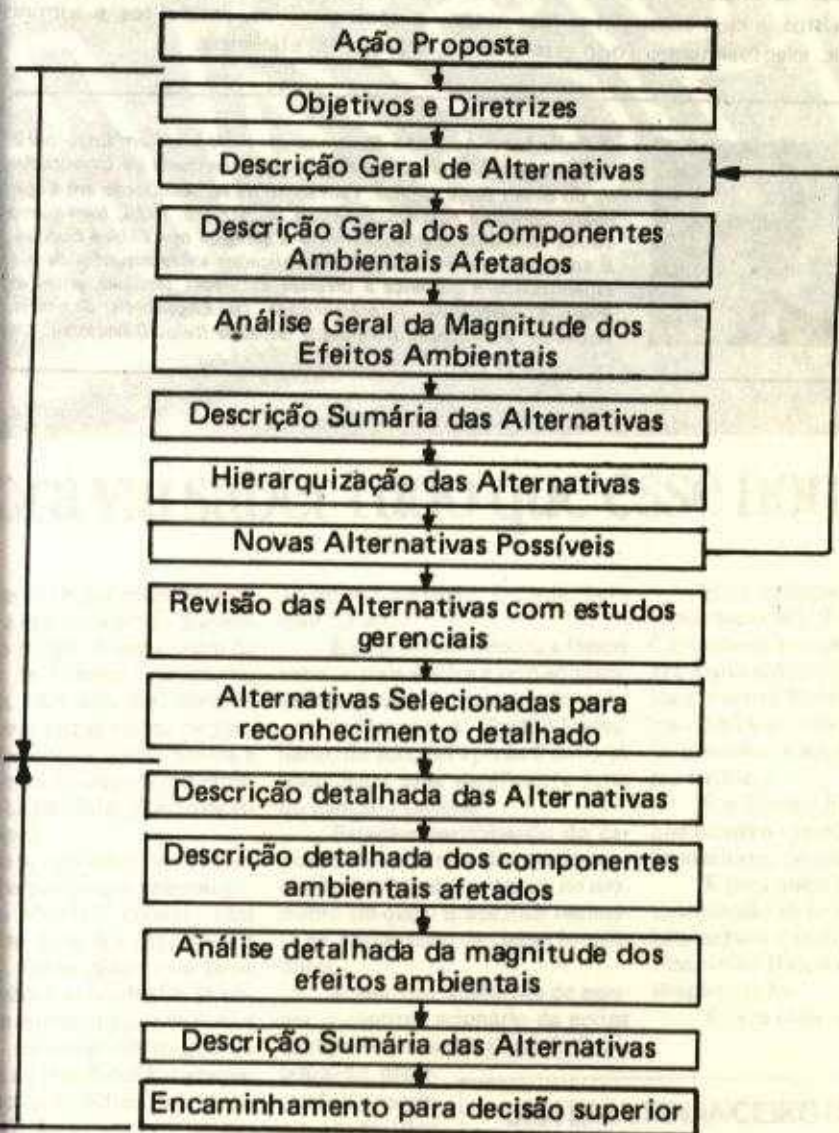 Ação Proposta
Objetivos e Diretrizes
Descrição Geral de Alternativas
Descrição Geral dos Componentes
Ambientais Afetados
Análise Geral da Magnitude dos
Efeitos Ambientais
Descrição Sumária das Alternativas
Hierarquização das Alternativas
Novas Alternativas Possíveis
Revisão das Alternativas com estudos
gerenciais
Alternativas Selecionadas para
reconhecimento detalhado
Descrição detalhada das Alternativas
Descrição detalhada dos componentes
ambientais afetados
Análise detalhada da magnitude dos
efeitos ambientais
Descrição Sumária das Alternativas
Encaminhamento para decisão superior